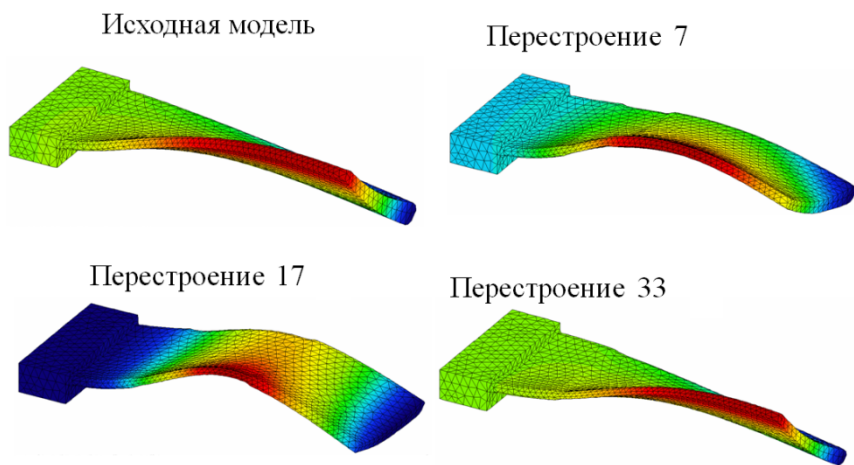 Исходная модель
Перестроение 7
Перестроение 17
Перестроение 33